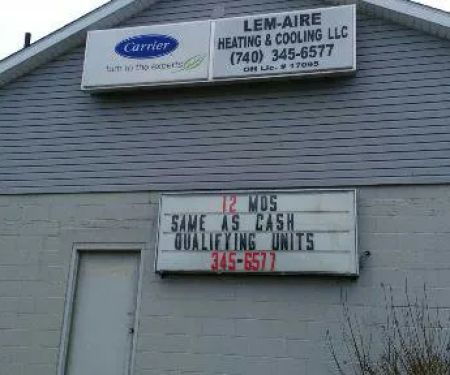 Carrier
turn to the experts
LEM-AIRE
HEATING & COOLING LLC
(740) 345-6577
OH Lic. # 17095
12 MOS
SAME AS CASH
QUALIFYING UNITS
345-6577